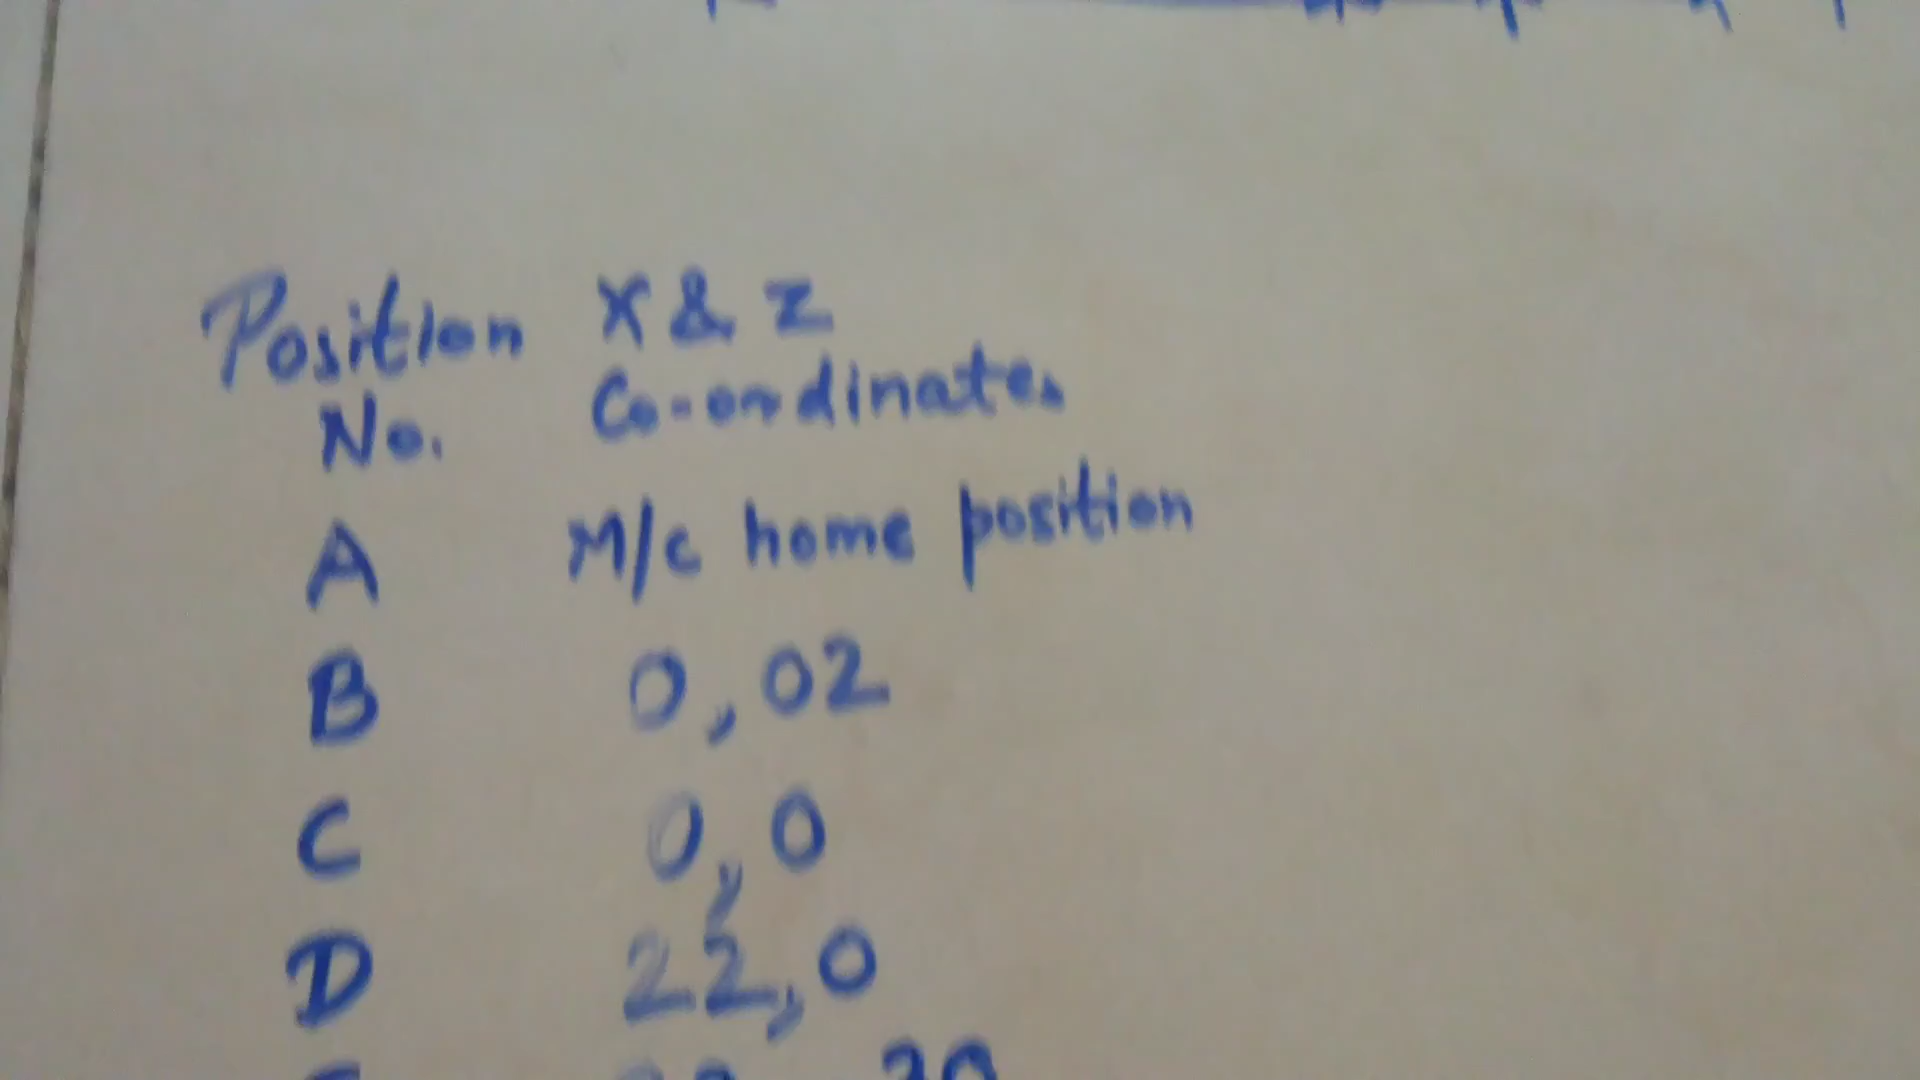 Position X & Z
No. Co-ordinates
A M/c home position
B 0,02
C 0,0
D 22,0